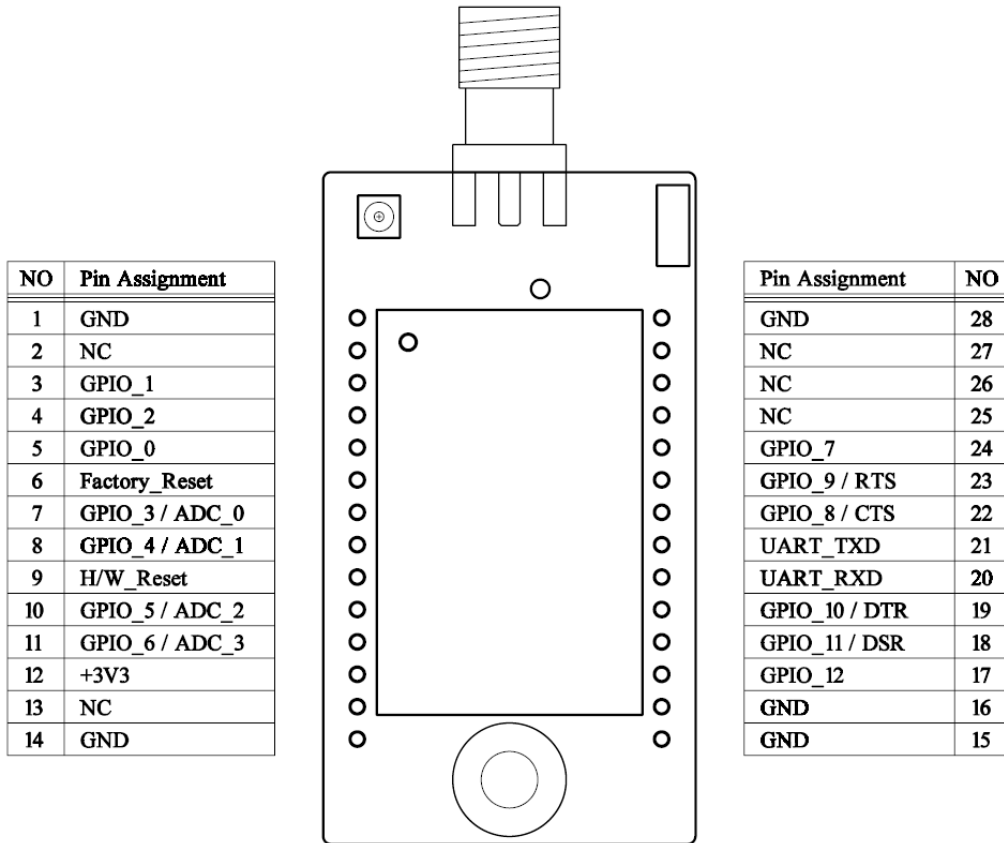 NO Pin Assignment
1 GND
2 NC
3 GPIO_1
4 GPIO_2
5 GPIO_0
6 Factory_Reset
7 GPIO_3 / ADC_0
8 GPIO_4 / ADC_1
9 H/W_Reset
10 GPIO_5 / ADC_2
11 GPIO_6 / ADC_3
12 +3V3
13 NC
14 GND
Pin Assignment NO
GND 28
NC 27
NC 26
NC 25
GPIO_7 24
GPIO_9 / RTS 23
GPIO_8 / CTS 22
UART_TXD 21
UART_RXD 20
GPIO_10 / DTR 19
GPIO_11 / DSR 18
GPIO_12 17
GND 16
GND 15